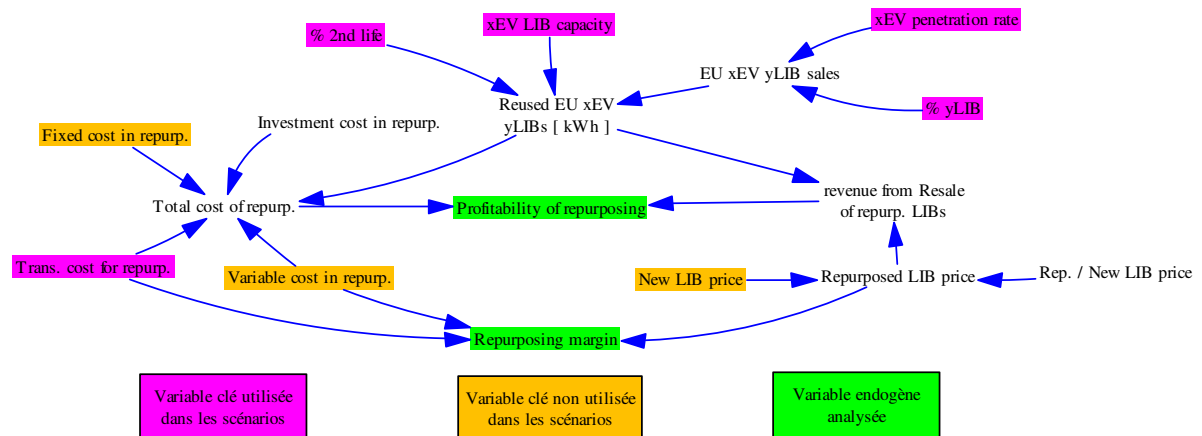 xEV penetration rate
xEV LIB capacity
% 2nd life
EU xEV yLIB sales
Reused EU xEV
yLIBs [ kWh ]
% yLIB
Investment cost in repurp.
Fixed cost in repurp.
revenue from Resale
of repurp. LIBs
Total cost of repurp.
Profitability of repurposing
Trans. cost for repurp.
Variable cost in repurp.
New LIB price
Repurposed LIB price
Rep. / New LIB price
Repurposing margin
Variable clé utilisée
dans les scénarios
Variable clé non utilisée
dans les scénarios
Variable endogène
analysée